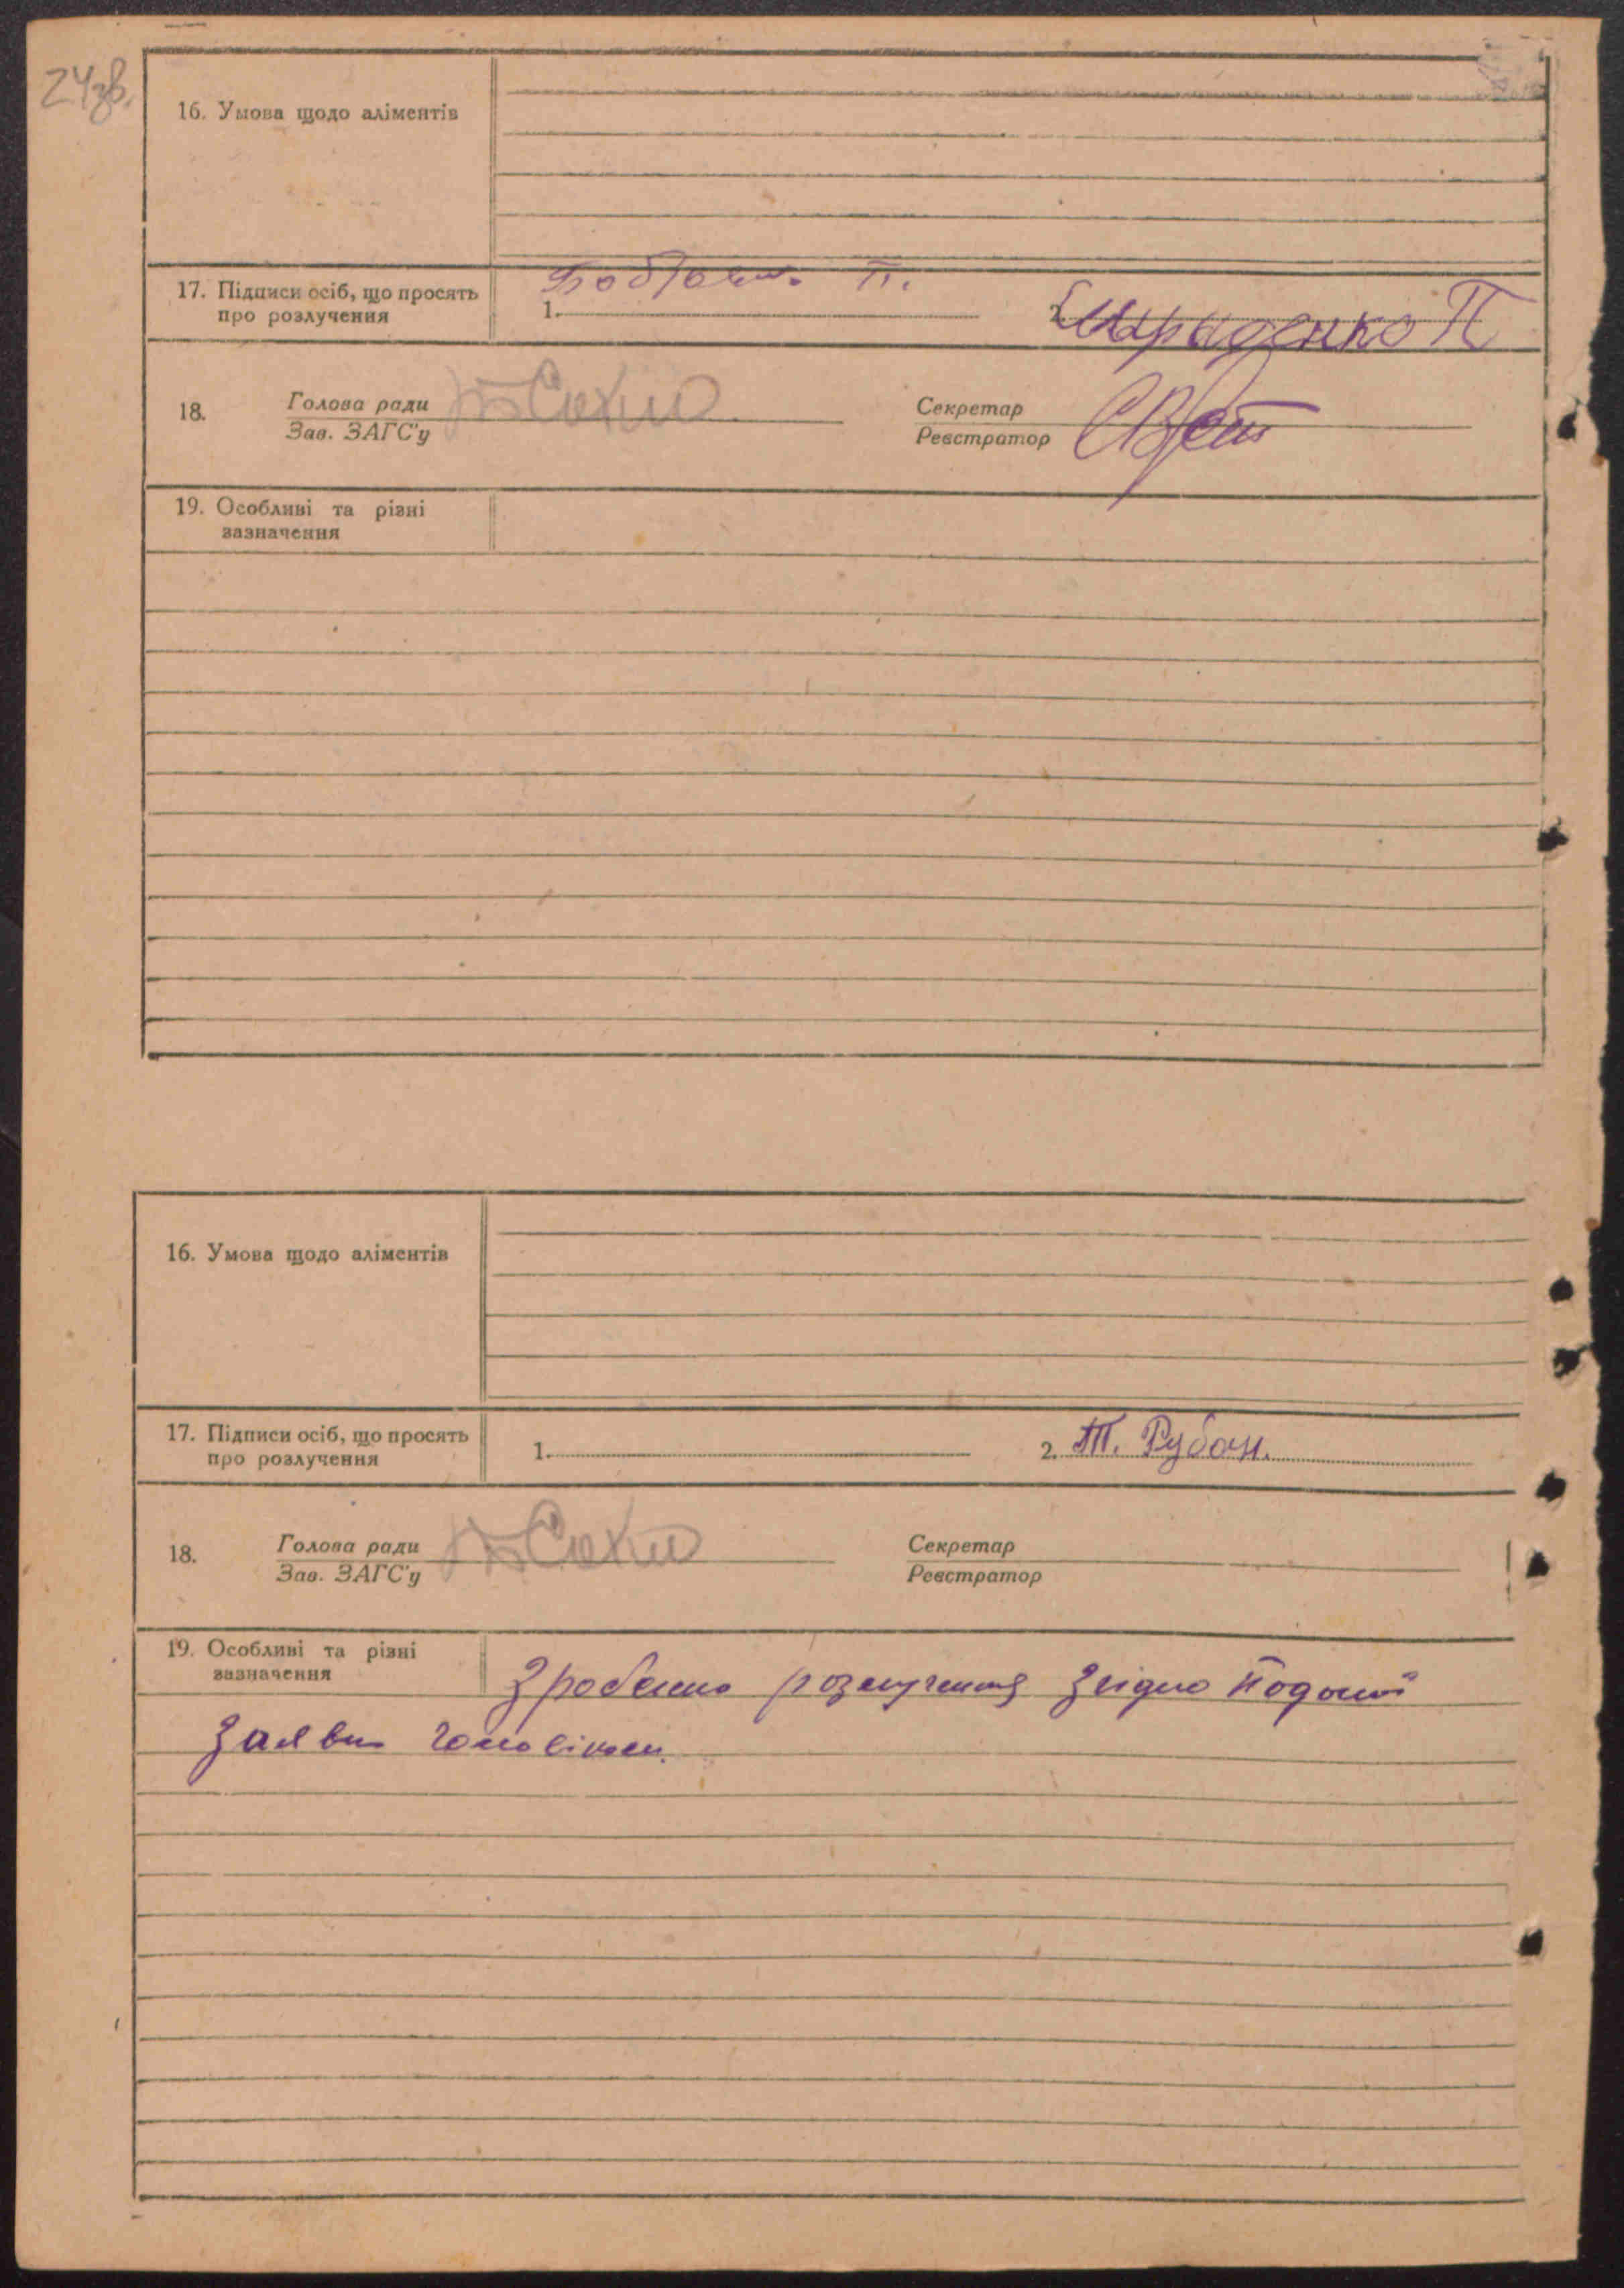 24зв.
16. Умова щодо аліментів
17. Підписи осіб, що просять
про розлучення
1. П.
2. П
18. Голова ради
Зав. ЗАГС'у
Секретар
Реєстратор
19. Особливі та різні
зазначення
16. Умова щодо аліментів
17. Підписи осіб, що просять
про розлучення
1.
2. Т. Рубан.
18. Голова ради
Зав. ЗАГС'у
Секретар
Реєстратор
19. Особливі та різні
зазначення
Зроблено розлучення згідно поданої
заяви чоловіком.